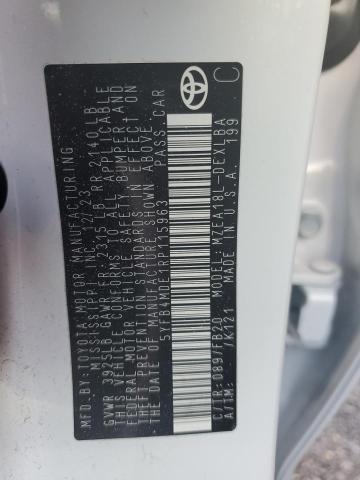 MFD.BY:TOYOTA MOTOR MANUFACTURING,
MISSISSIPPI, INC. 12/23
GVWR 3925LB GAWR FR 2315 RR 2140LB
THIS VEHICLE CONFORMS TO ALL APPLICABLE
FEDERAL MOTOR VEHICLE SAFETY, BUMPER, AND
THEFT PREVENTION STANDARDS IN EFFECT ON
THE DATE OF MANUFACTURE SHOWN ABOVE.
5YFB4MDE1RP115963 PASS.CAR
C/TR: 089/FB20 MZEA18L-DEXLBA
A/TM: /K121 MADE IN U.S.A. 199
C